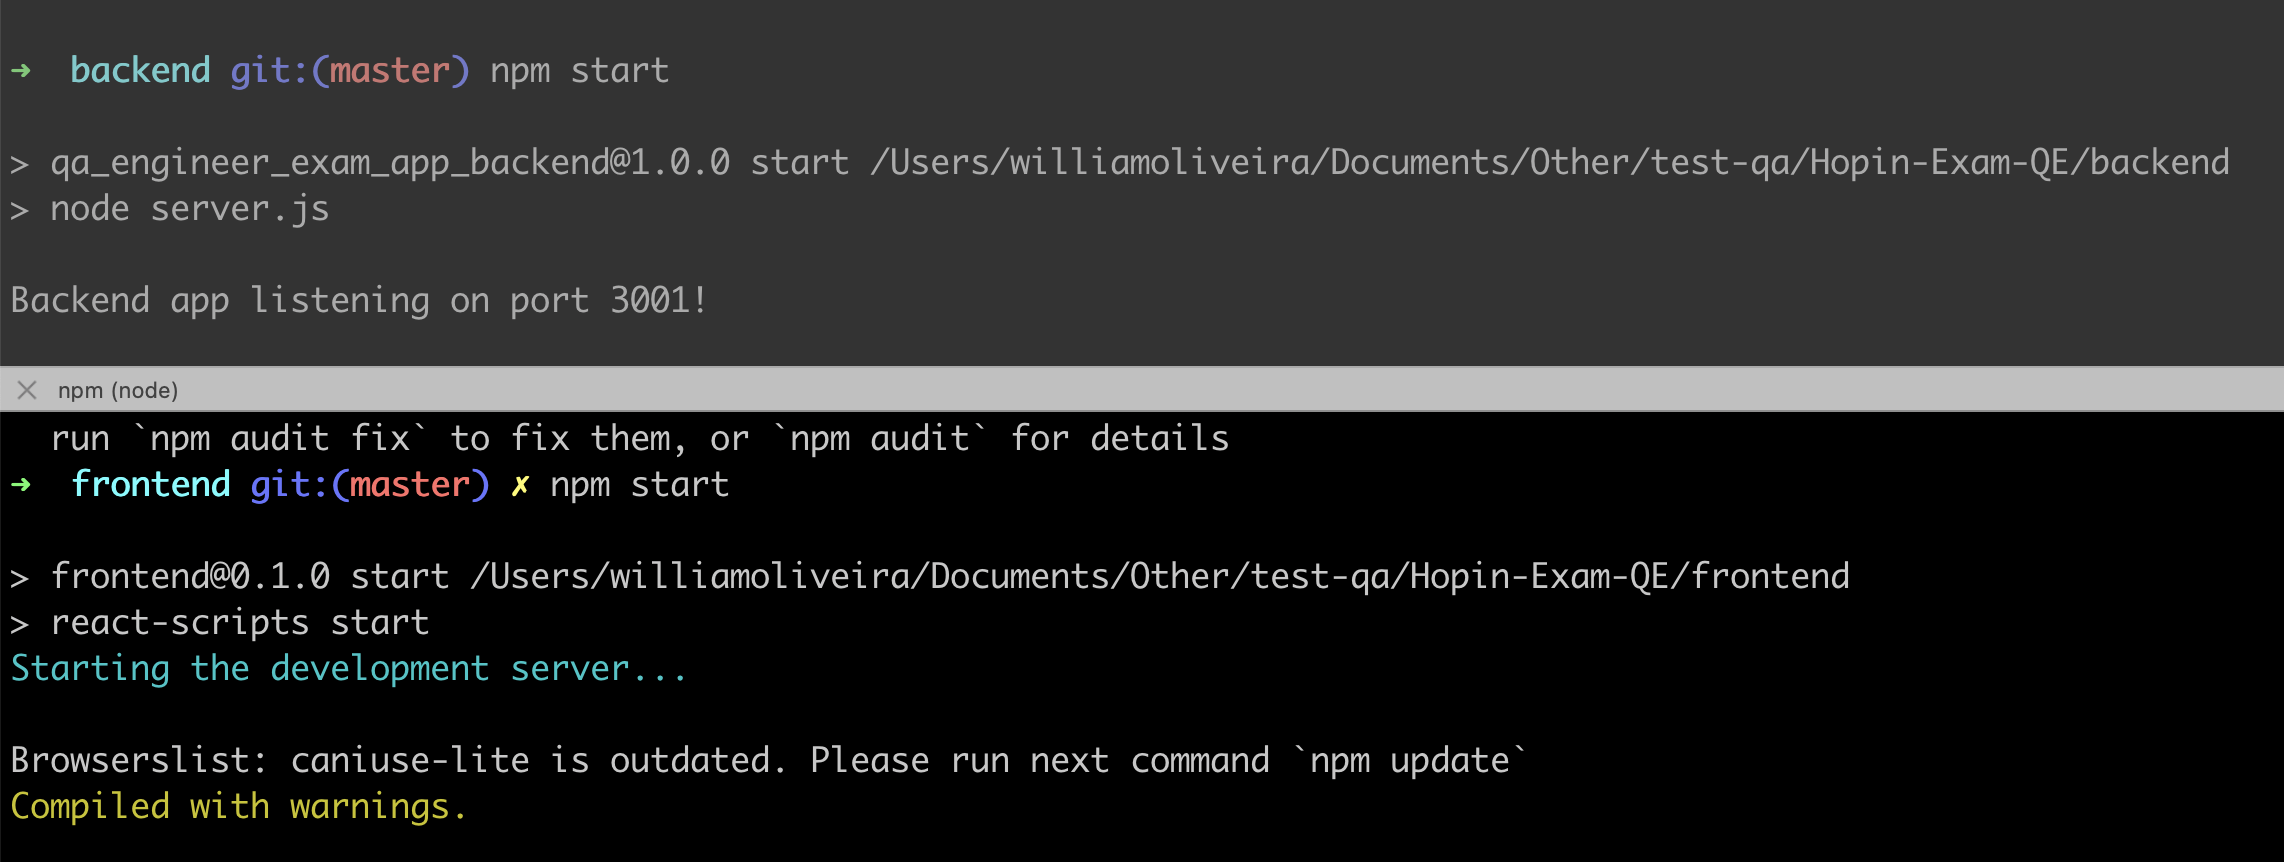 ➜  backend git:(master) npm start
> qa_engineer_exam_app_backend@1.0.0 start /Users/williamoliveira/Documents/Other/test-qa/Hopin-Exam-QE/backend
> node server.js
Backend app listening on port 3001!
npm (node)
run `npm audit fix` to fix them, or `npm audit` for details
➜  frontend git:(master) ✗ npm start
> frontend@0.1.0 start /Users/williamoliveira/Documents/Other/test-qa/Hopin-Exam-QE/frontend
> react-scripts start
Starting the development server...
Browserslist: caniuse-lite is outdated. Please run next command `npm update`
Compiled with warnings.